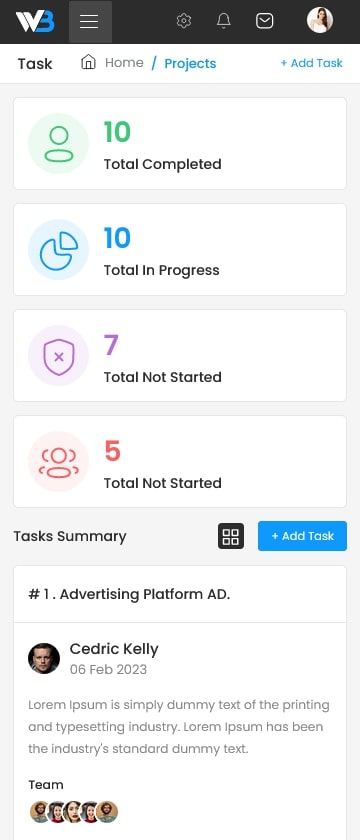 WB
Task
Home / Projects
+ Add Task
10
Total Completed
10
Total In Progress
7
Total Not Started
5
Total Not Started
Tasks Summary
+ Add Task
# 1 . Advertising Platform AD.
Cedric Kelly
06 Feb 2023
Lorem Ipsum is simply dummy text of the printing
and typesetting industry. Lorem Ipsum has been
the industry's standard dummy text.
Team